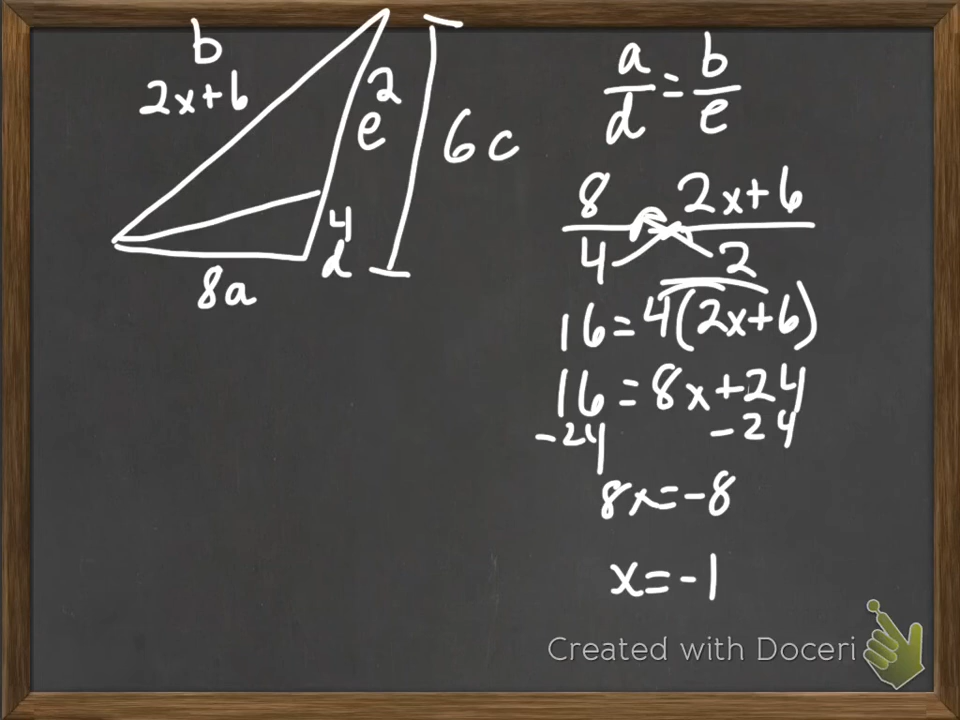 b
2x+6
2
e
6c
4
d
8a
a/d = b/e
8/4 2x+6/2
16=4(2x+6)
16=8x+24
-24 -24
8x=-8
x=-1
Created with Doceri